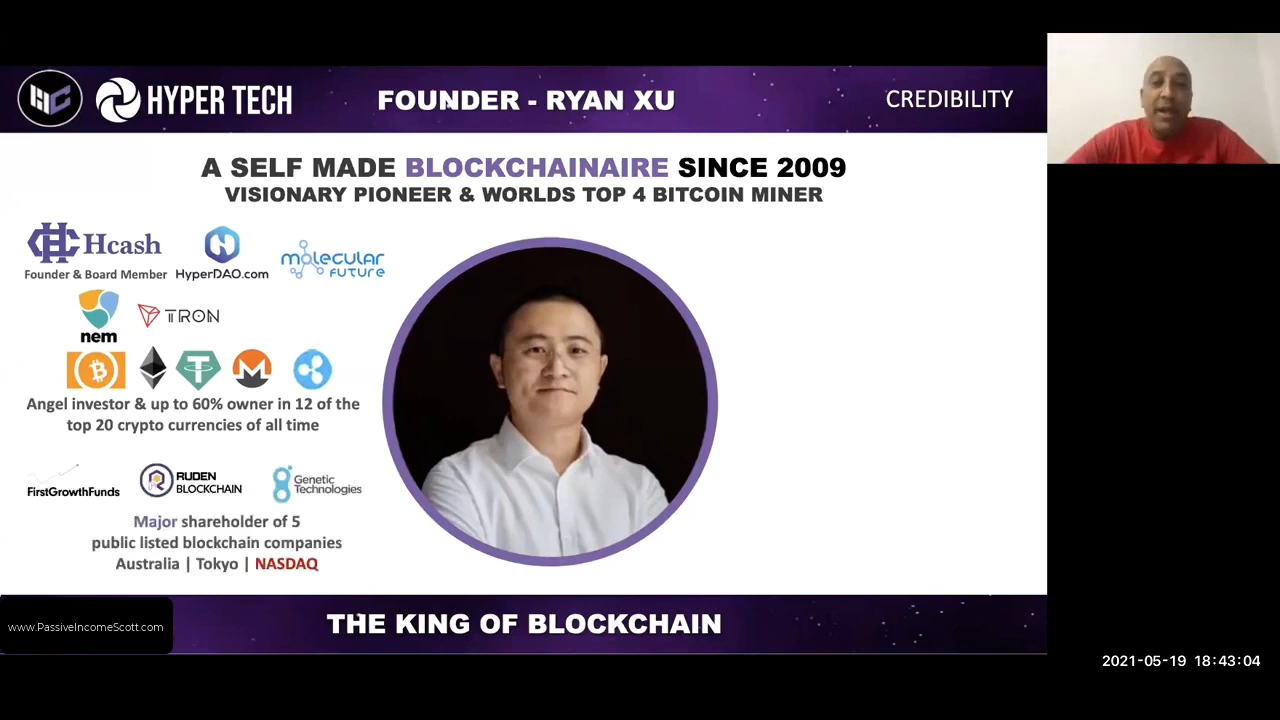 HYPER TECH
FOUNDER - RYAN XU
CREDIBILITY
A SELF MADE BLOCKCHAINAIRE SINCE 2009
VISIONARY PIONEER & WORLDS TOP 4 BITCOIN MINER
Hcash
Founder & Board Member
HyperDAO.com
MOLECULAR
FUTURE
nem
TRON
Angel investor & up to 60% owner in 12 of the
top 20 crypto currencies of all time
FirstGrowthFunds
RUDEN
BLOCKCHAIN
Genetic
Technologies
Major shareholder of 5
public listed blockchain companies
Australia | Tokyo | NASDAQ
www.PassiveIncomeScott.com
THE KING OF BLOCKCHAIN
2021-05-19 18:43:04